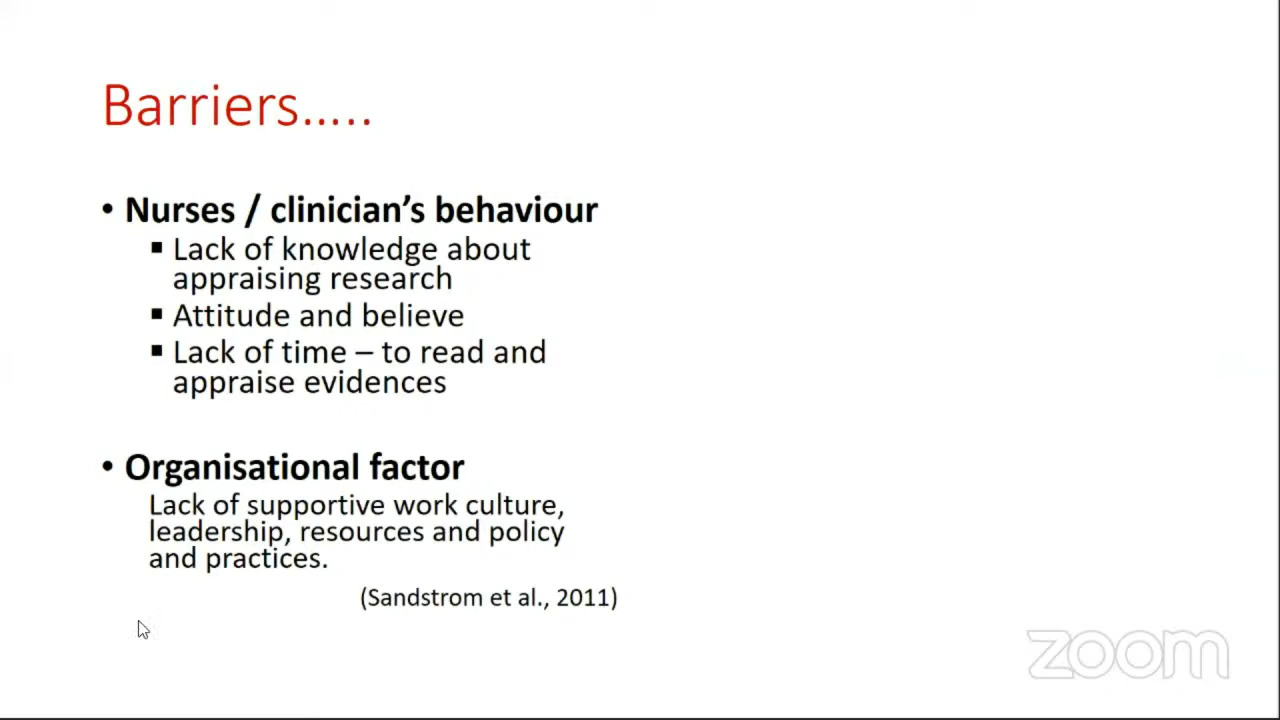 Barriers.....
• Nurses / clinician's behaviour
▪ Lack of knowledge about
appraising research
▪ Attitude and believe
▪ Lack of time – to read and
appraise evidences
• Organisational factor
Lack of supportive work culture,
leadership, resources and policy
and practices.
(Sandstrom et al., 2011)
zoom